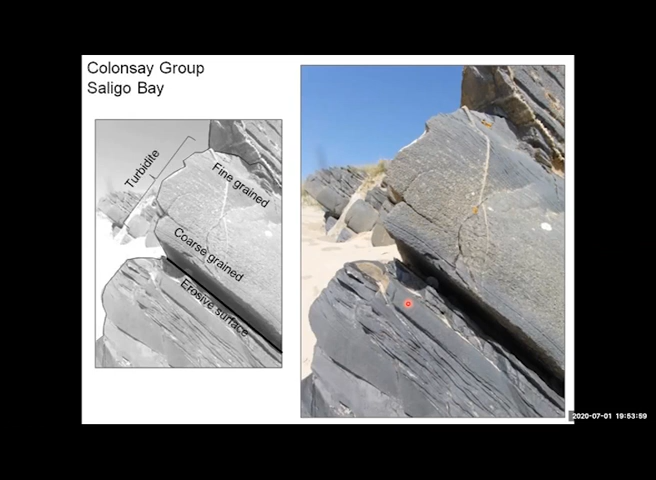 Colonsay Group
Saligo Bay
Turbidite
Fine grained
Coarse grained
Erosive surface
2020-07-01 19:53:59